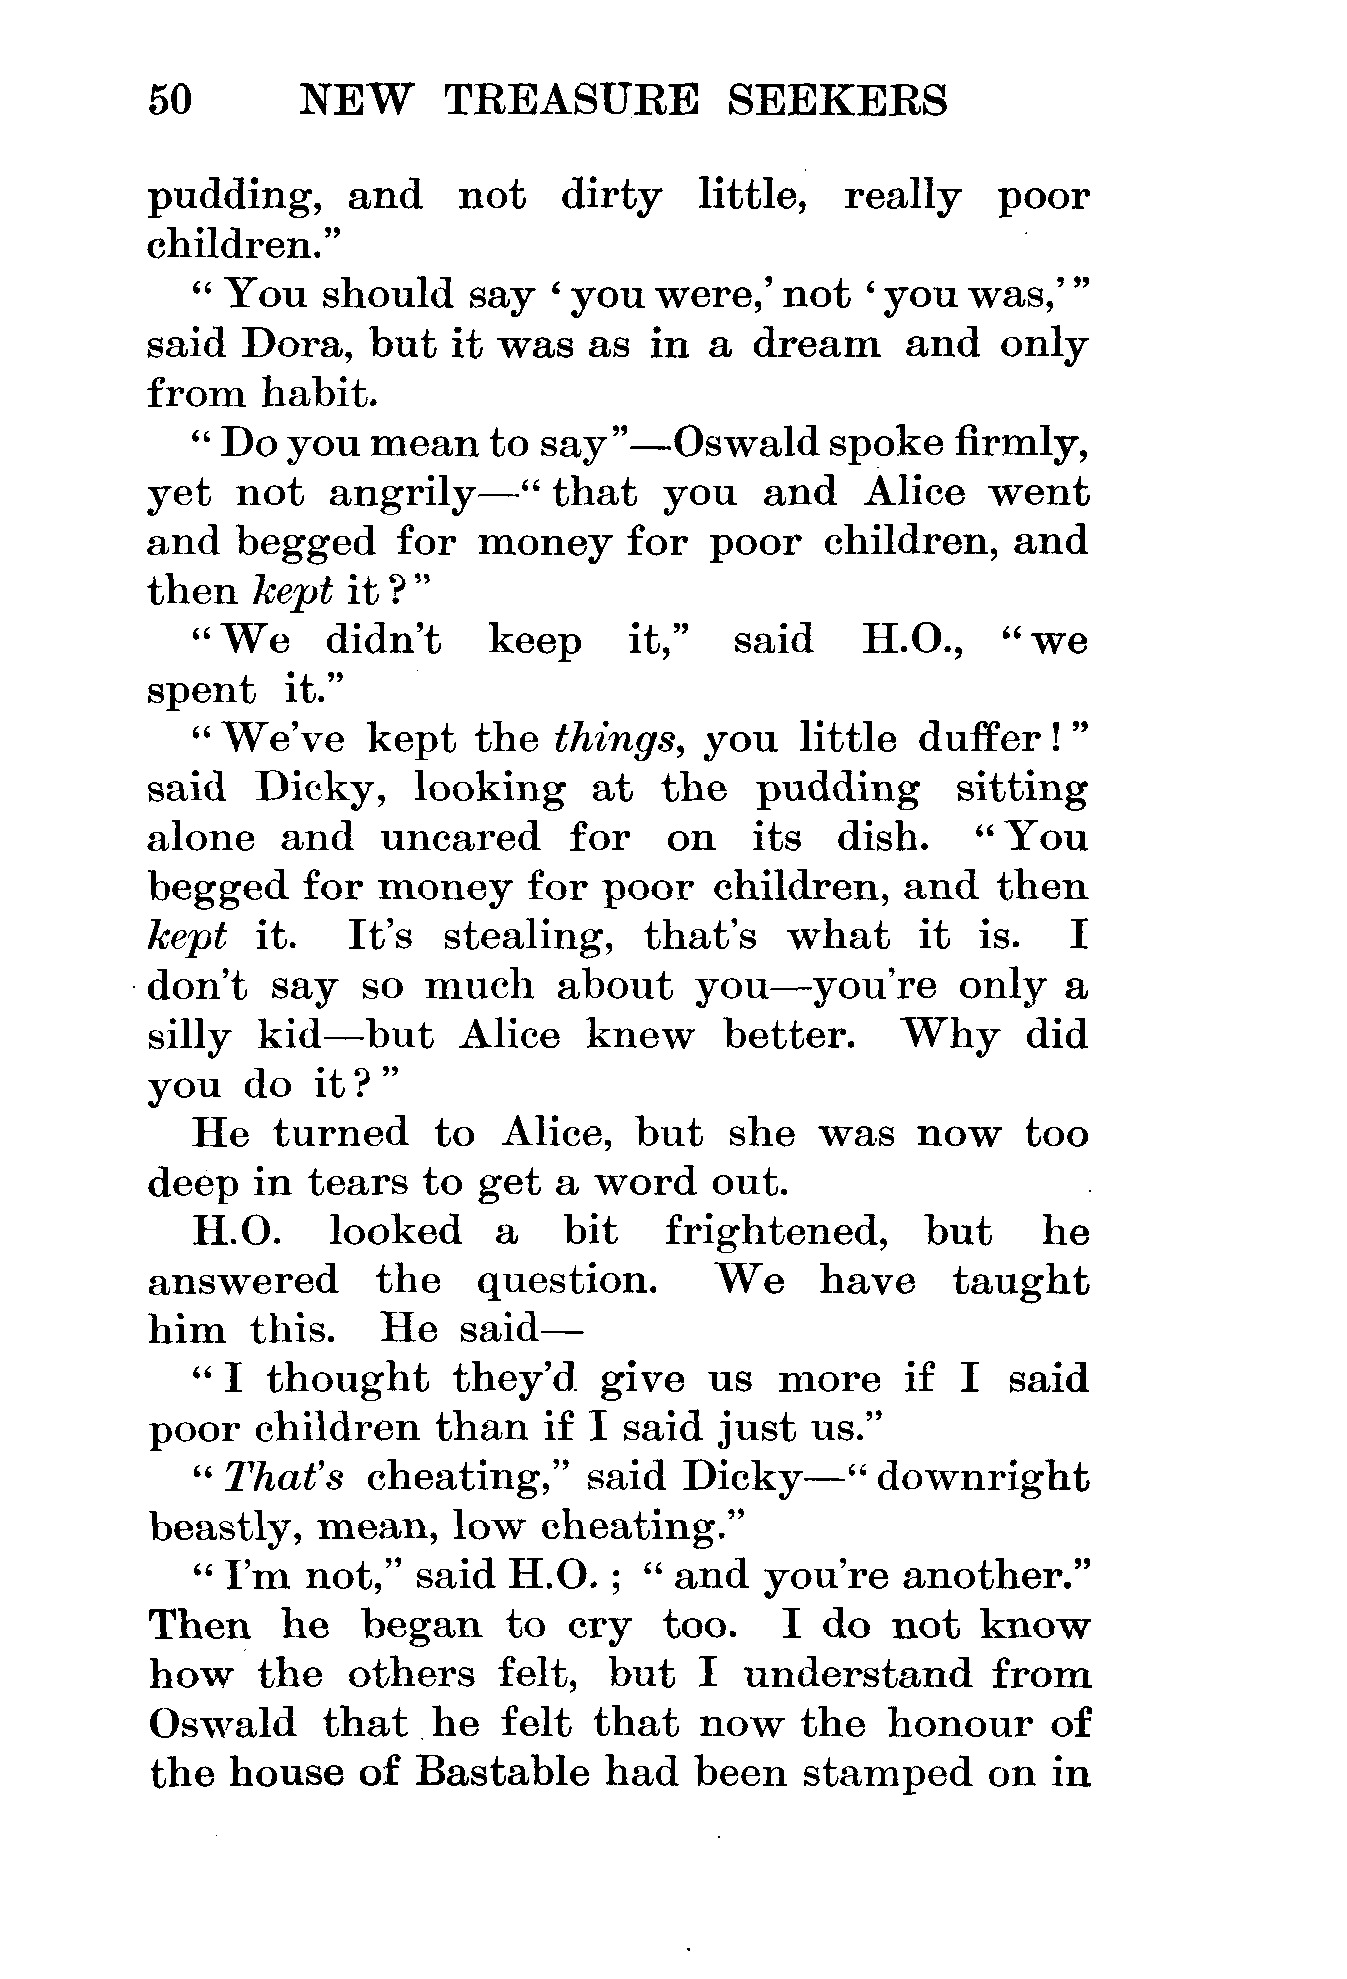 50 NEW TREASURE SEEKERS
pudding, and not dirty little, really poor
children.”
“ You should say ‘ you were,’ not ‘ you was,’ ”
said Dora, but it was as in a dream and only
from habit.
“ Do you mean to say”—Oswald spoke firmly,
yet not angrily—“ that you and Alice went
and begged for money for poor children, and
then kept it ? ”
“ We didn’t keep it,” said H.O., “ we
spent it.”
“ We’ve kept the things, you little duffer ! ”
said Dicky, looking at the pudding sitting
alone and uncared for on its dish. “ You
begged for money for poor children, and then
kept it. It’s stealing, that’s what it is. I
don’t say so much about you—you’re only a
silly kid—but Alice knew better. Why did
you do it ? ”
He turned to Alice, but she was now too
deep in tears to get a word out.
H.O. looked a bit frightened, but he
answered the question. We have taught
him this. He said—
“ I thought they’d give us more if I said
poor children than if I said just us.”
“ That’s cheating,” said Dicky—“ downright
beastly, mean, low cheating.”
“ I’m not,” said H.O. ; “ and you’re another.”
Then he began to cry too. I do not know
how the others felt, but I understand from
Oswald that he felt that now the honour of
the house of Bastable had been stamped on in